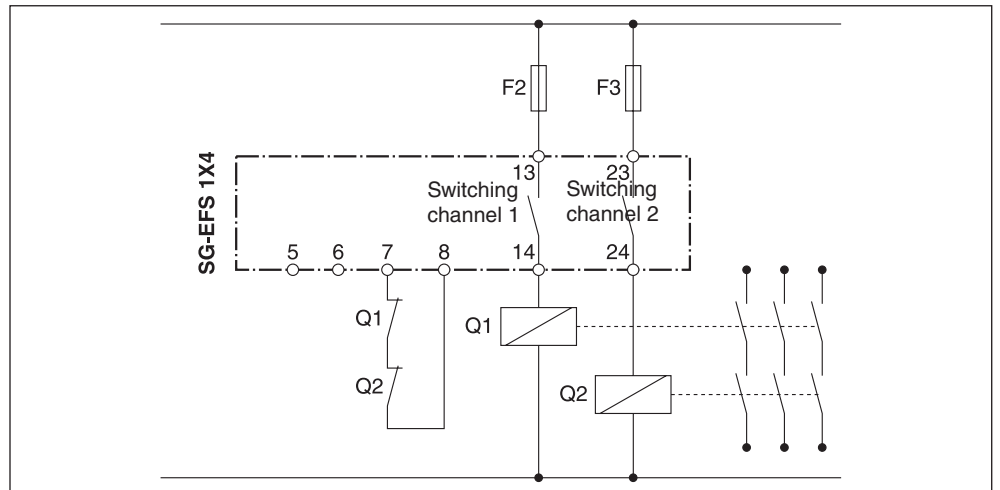 F2
F3
SG-EFS 1X4
13
23
Switching
channel 1
Switching
channel 2
5
6
7
8
14
24
Q1
Q1
Q2
Q2